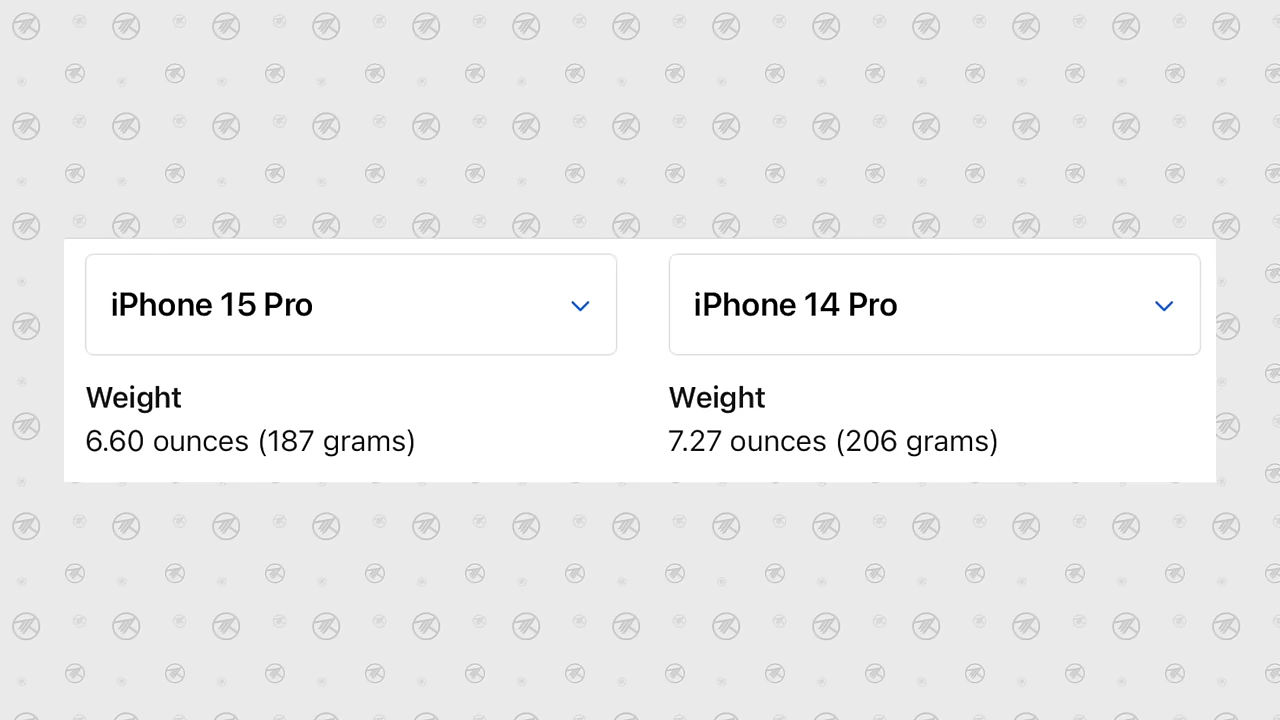 iPhone 15 Pro
Weight
6.60 ounces (187 grams)
iPhone 14 Pro
Weight
7.27 ounces (206 grams)